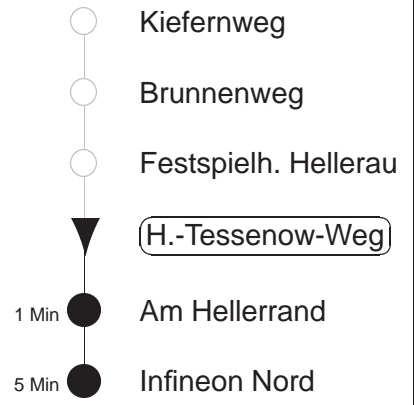 Kiefernweg
Brunnenweg
Festspielh. Hellerau
H.-Tessenow-Weg
1 Min Am Hellerrand
5 Min Infineon Nord